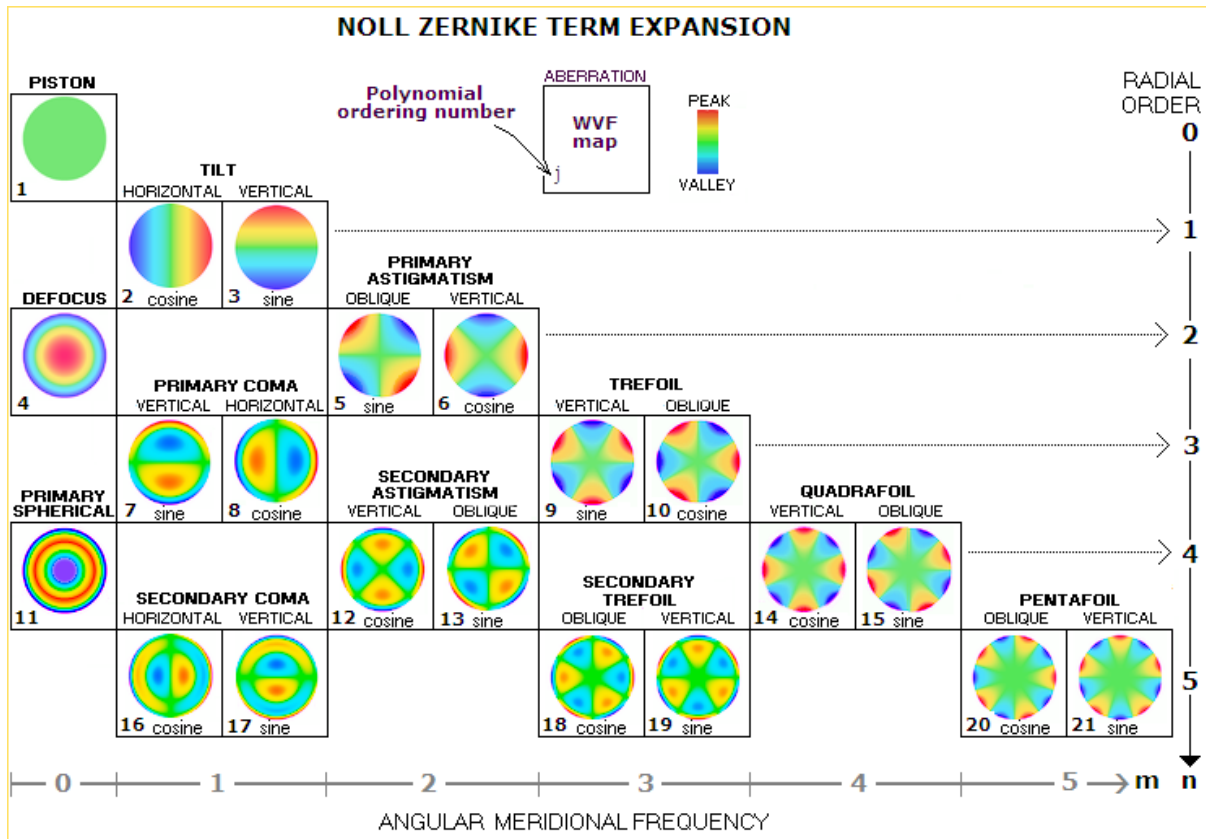 NOLL ZERNIKE TERM EXPANSION
PISTON
1
Polynomial
ordering number
ABERRATION
WVF
map
j
PEAK
VALLEY
RADIAL
ORDER
0
TILT
HORIZONTAL VERTICAL
2 cosine 3 sine
1
DEFOCUS
4
PRIMARY
ASTIGMATISM
OBLIQUE VERTICAL
5 sine 6 cosine
2
PRIMARY COMA
VERTICAL HORIZONTAL
7 sine 8 cosine
TREFOIL
VERTICAL OBLIQUE
9 sine 10 cosine
3
PRIMARY
SPHERICAL
11
SECONDARY
ASTIGMATISM
VERTICAL OBLIQUE
12 cosine 13 sine
QUADRAFOIL
VERTICAL OBLIQUE
14 cosine 15 sine
4
SECONDARY COMA
HORIZONTAL VERTICAL
16 cosine 17 sine
SECONDARY
TREFOIL
OBLIQUE VERTICAL
18 cosine 19 sine
PENTAFOIL
OBLIQUE VERTICAL
20 cosine 21 sine
5
0 1 2 3 4 5 m n
ANGULAR MERIDIONAL FREQUENCY